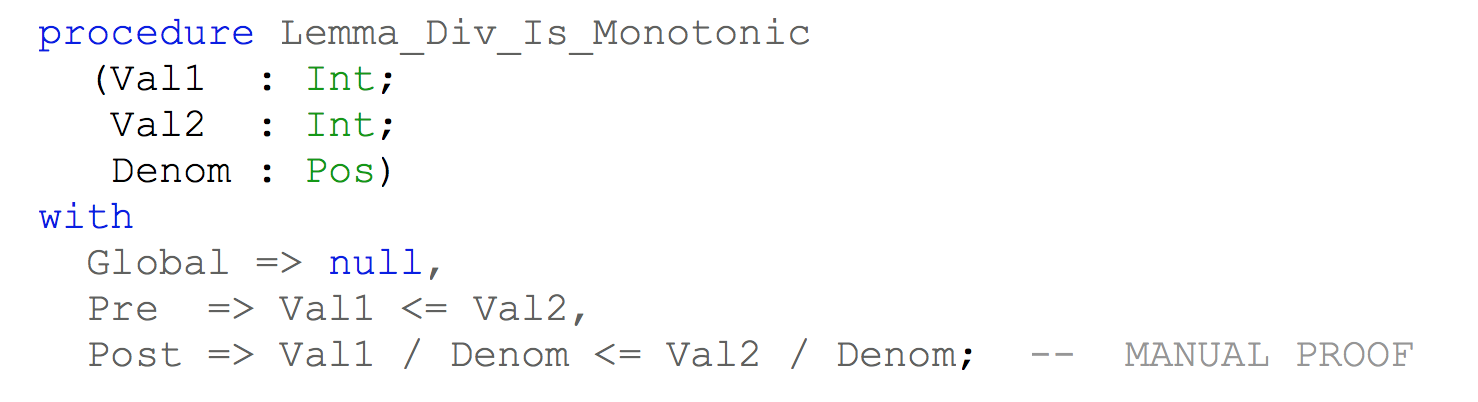 procedure Lemma_Div_Is_Monotonic
  (Val1  : Int;
   Val2  : Int;
   Denom : Pos)
with
  Global => null,
  Pre  => Val1 <= Val2,
  Post => Val1 / Denom <= Val2 / Denom;  --  MANUAL PROOF